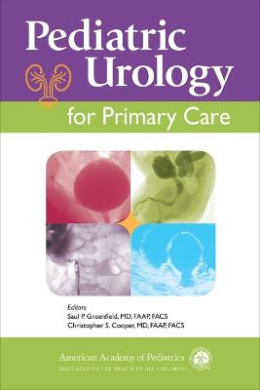 Pediatric
Urology
for Primary Care
Editors
Saul P. Greenfield, MD, FAAP, FACS
Christopher S. Cooper, MD, FAAP, FACS
American Academy of Pediatrics
DEDICATED TO THE HEALTH OF ALL CHILDREN®